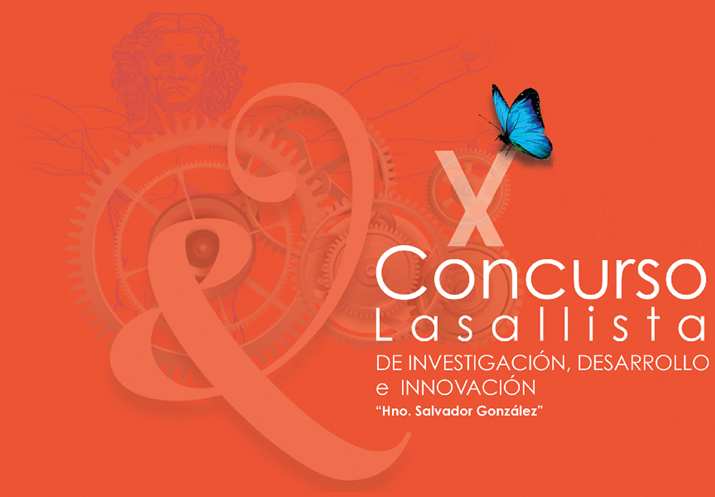 &
X
Concurso
Lasallista
DE INVESTIGACIÓN, DESARROLLO
e INNOVACIÓN
“Hno. Salvador González”